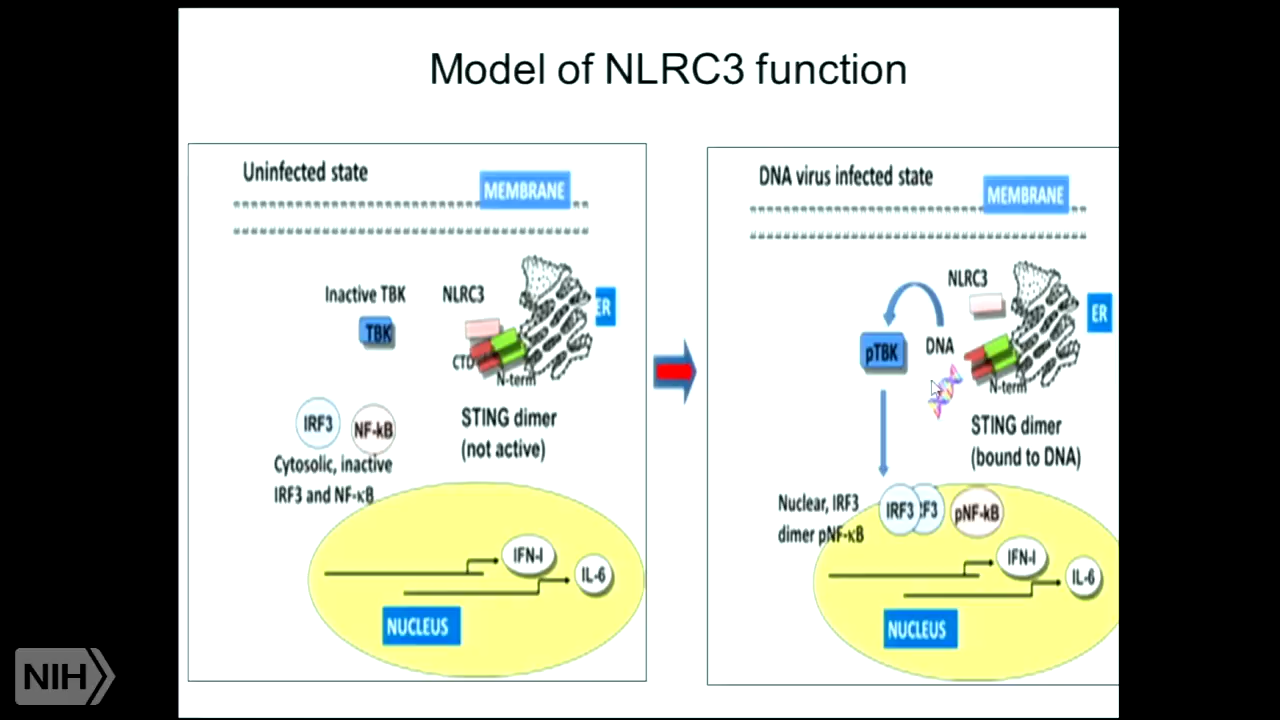 Model of NLRC3 function
Uninfected state
MEMBRANE
Inactive TBK
NLRC3
ER
TBK
CTD
N-term
IRF3
NF-kB
STING dimer
(not active)
Cytosolic, inactive
IRF3 and NF-κB
IFN-I
IL-6
NUCLEUS
DNA virus infected state
MEMBRANE
NLRC3
ER
pTBK
DNA
N-term
STING dimer
(bound to DNA)
Nuclear, IRF3
dimer pNF-κB
IRF3
F3
pNF-kB
IFN-I
IL-6
NUCLEUS
NIH